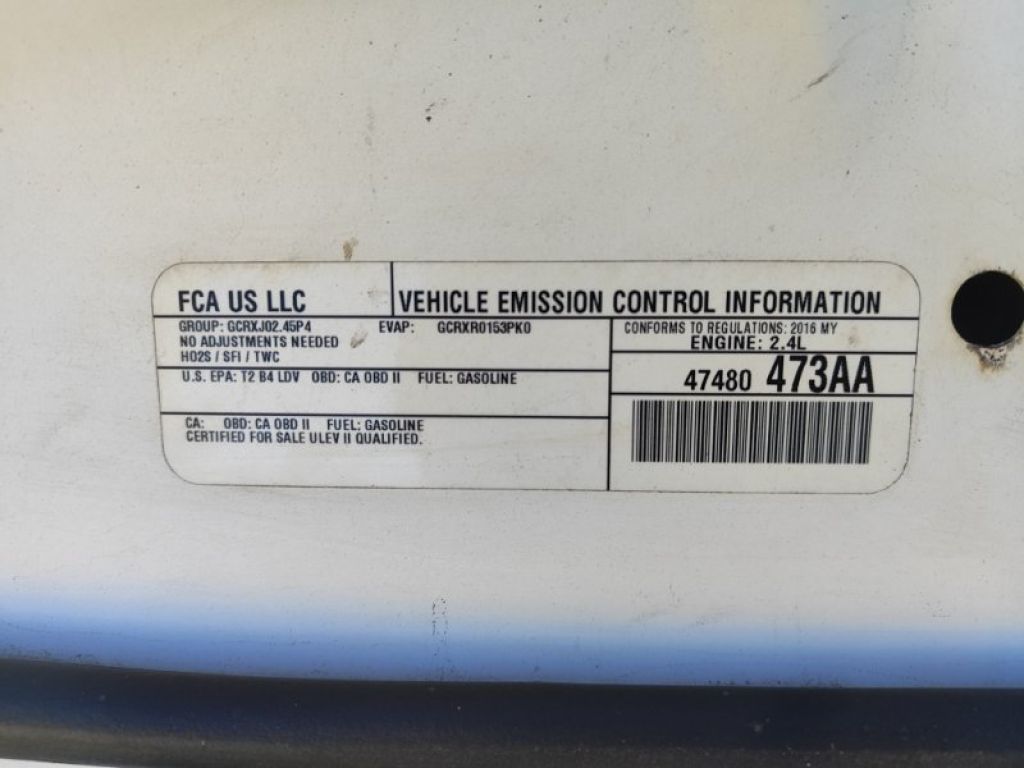 FCA US LLC
VEHICLE EMISSION CONTROL INFORMATION
GROUP: GCRXJ02.45P4 EVAP: GCRXR0153PK0
NO ADJUSTMENTS NEEDED
HO2S / SFI / TWC
CONFORMS TO REGULATIONS: 2016 MY
ENGINE: 2.4L
U.S. EPA: T2 B4 LDV OBD: CA OBD II FUEL: GASOLINE
47480 473AA
CA: OBD: CA OBD II FUEL: GASOLINE
CERTIFIED FOR SALE ULEV II QUALIFIED.